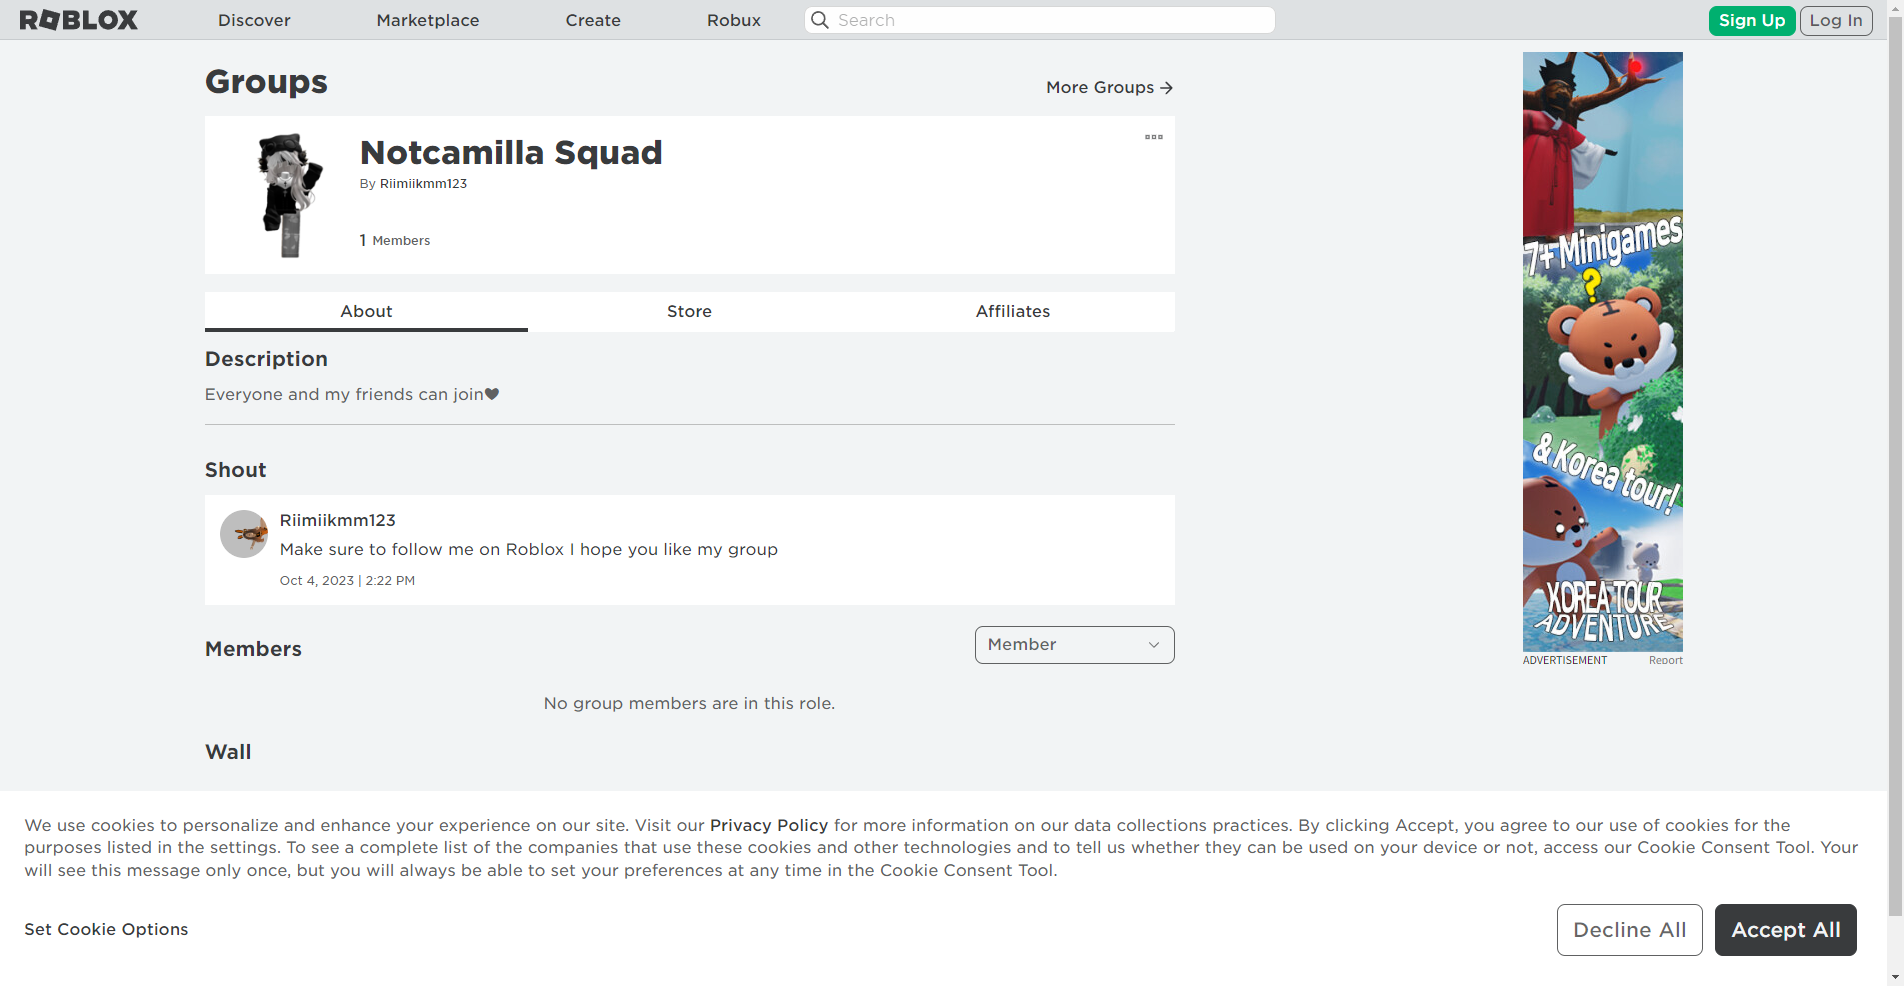 ROBLOX Discover Marketplace Create Robux Search Sign Up Log In
Groups
More Groups →
Notcamilla Squad
By Riimiikmm123
1 Members
About Store Affiliates
Description
Everyone and my friends can join♥
Shout
Riimiikmm123
Make sure to follow me on Roblox I hope you like my group
Oct 4, 2023 | 2:22 PM
Members
Member
No group members are in this role.
Wall
7+ Minigames
?
& Korea tour!
KOREA TOUR
ADVENTURE
ADVERTISEMENT Report
We use cookies to personalize and enhance your experience on our site. Visit our Privacy Policy for more information on our data collections practices. By clicking Accept, you agree to our use of cookies for the
purposes listed in the settings. To see a complete list of the companies that use these cookies and other technologies and to tell us whether they can be used on your device or not, access our Cookie Consent Tool. Your
will see this message only once, but you will always be able to set your preferences at any time in the Cookie Consent Tool.
Set Cookie Options
Decline All
Accept All